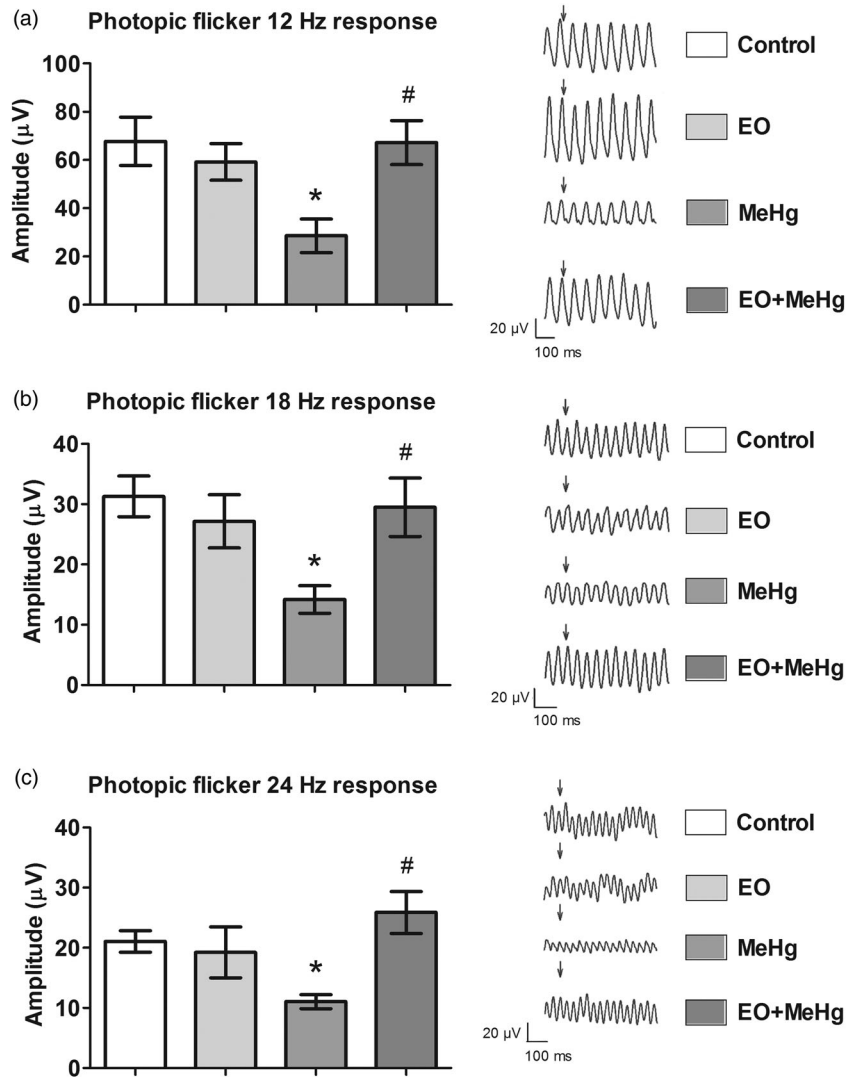 (a)
Photopic flicker 12 Hz response
Amplitude (µV)
100
80
60
40
20
0
*
#
Control
EO
MeHg
EO+MeHg
20 µV
100 ms
(b)
Photopic flicker 18 Hz response
Amplitude (µV)
40
30
20
10
0
*
#
Control
EO
MeHg
EO+MeHg
20 µV
100 ms
(c)
Photopic flicker 24 Hz response
Amplitude (µV)
40
30
20
10
0
*
#
Control
EO
MeHg
EO+MeHg
20 µV
100 ms